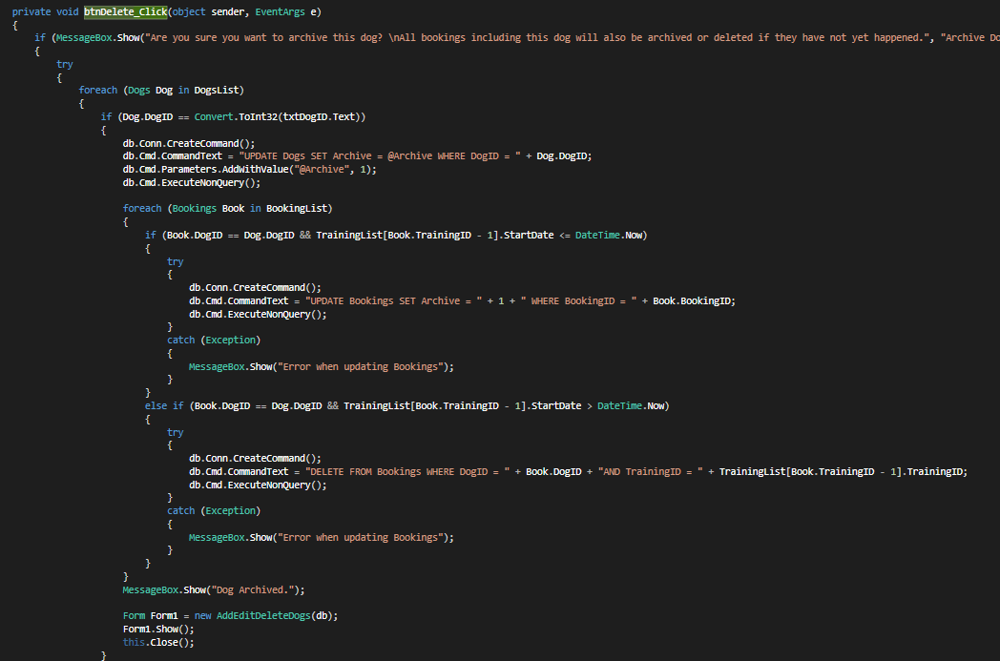 private void btnDelete_Click(object sender, EventArgs e)
{
if (MessageBox.Show("Are you sure you want to archive this dog? \nAll bookings including this dog will also be archived or deleted if they have not yet happened.", "Archive Do
{
try
{
foreach (Dogs Dog in DogsList)
{
if (Dog.DogID == Convert.ToInt32(txtDogID.Text))
{
db.Conn.CreateCommand();
db.Cmd.CommandText = "UPDATE Dogs SET Archive = @Archive WHERE DogID = " + Dog.DogID;
db.Cmd.Parameters.AddWithValue("@Archive", 1);
db.Cmd.ExecuteNonQuery();
foreach (Bookings Book in BookingList)
{
if (Book.DogID == Dog.DogID && TrainingList[Book.TrainingID - 1].StartDate <= DateTime.Now)
{
try
{
db.Conn.CreateCommand();
db.Cmd.CommandText = "UPDATE Bookings SET Archive = " + 1 + " WHERE BookingID = " + Book.BookingID;
db.Cmd.ExecuteNonQuery();
}
catch (Exception)
{
MessageBox.Show("Error when updating Bookings");
}
}
else if (Book.DogID == Dog.DogID && TrainingList[Book.TrainingID - 1].StartDate > DateTime.Now)
{
try
{
db.Conn.CreateCommand();
db.Cmd.CommandText = "DELETE FROM Bookings WHERE DogID = " + Book.DogID + "AND TrainingID = " + TrainingList[Book.TrainingID - 1].TrainingID;
db.Cmd.ExecuteNonQuery();
}
catch (Exception)
{
MessageBox.Show("Error when updating Bookings");
}
}
}
MessageBox.Show("Dog Archived.");
Form Form1 = new AddEditDeleteDogs(db);
Form1.Show();
this.Close();
}